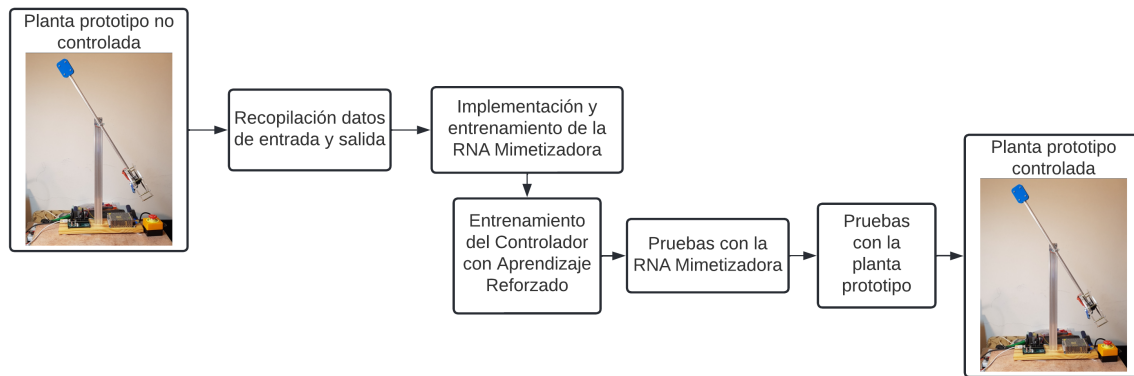 Planta prototipo no
controlada
Recopilación datos
de entrada y salida
Implementación y
entrenamiento de la
RNA Mimetizadora
Entrenamiento
del Controlador
con Aprendizaje
Reforzado
Pruebas con la
RNA Mimetizadora
Pruebas
con la
planta
prototipo
Planta prototipo
controlada